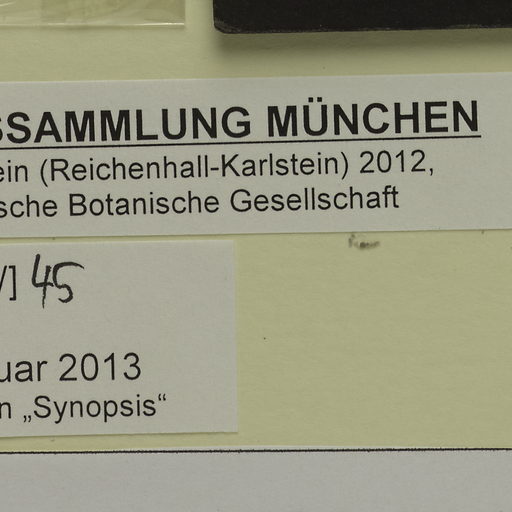 SSAMMLUNG MÜNCHEN
ein (Reichenhall-Karlstein) 2012,
sche Botanische Gesellschaft
/] 45
uar 2013
n „Synopsis“